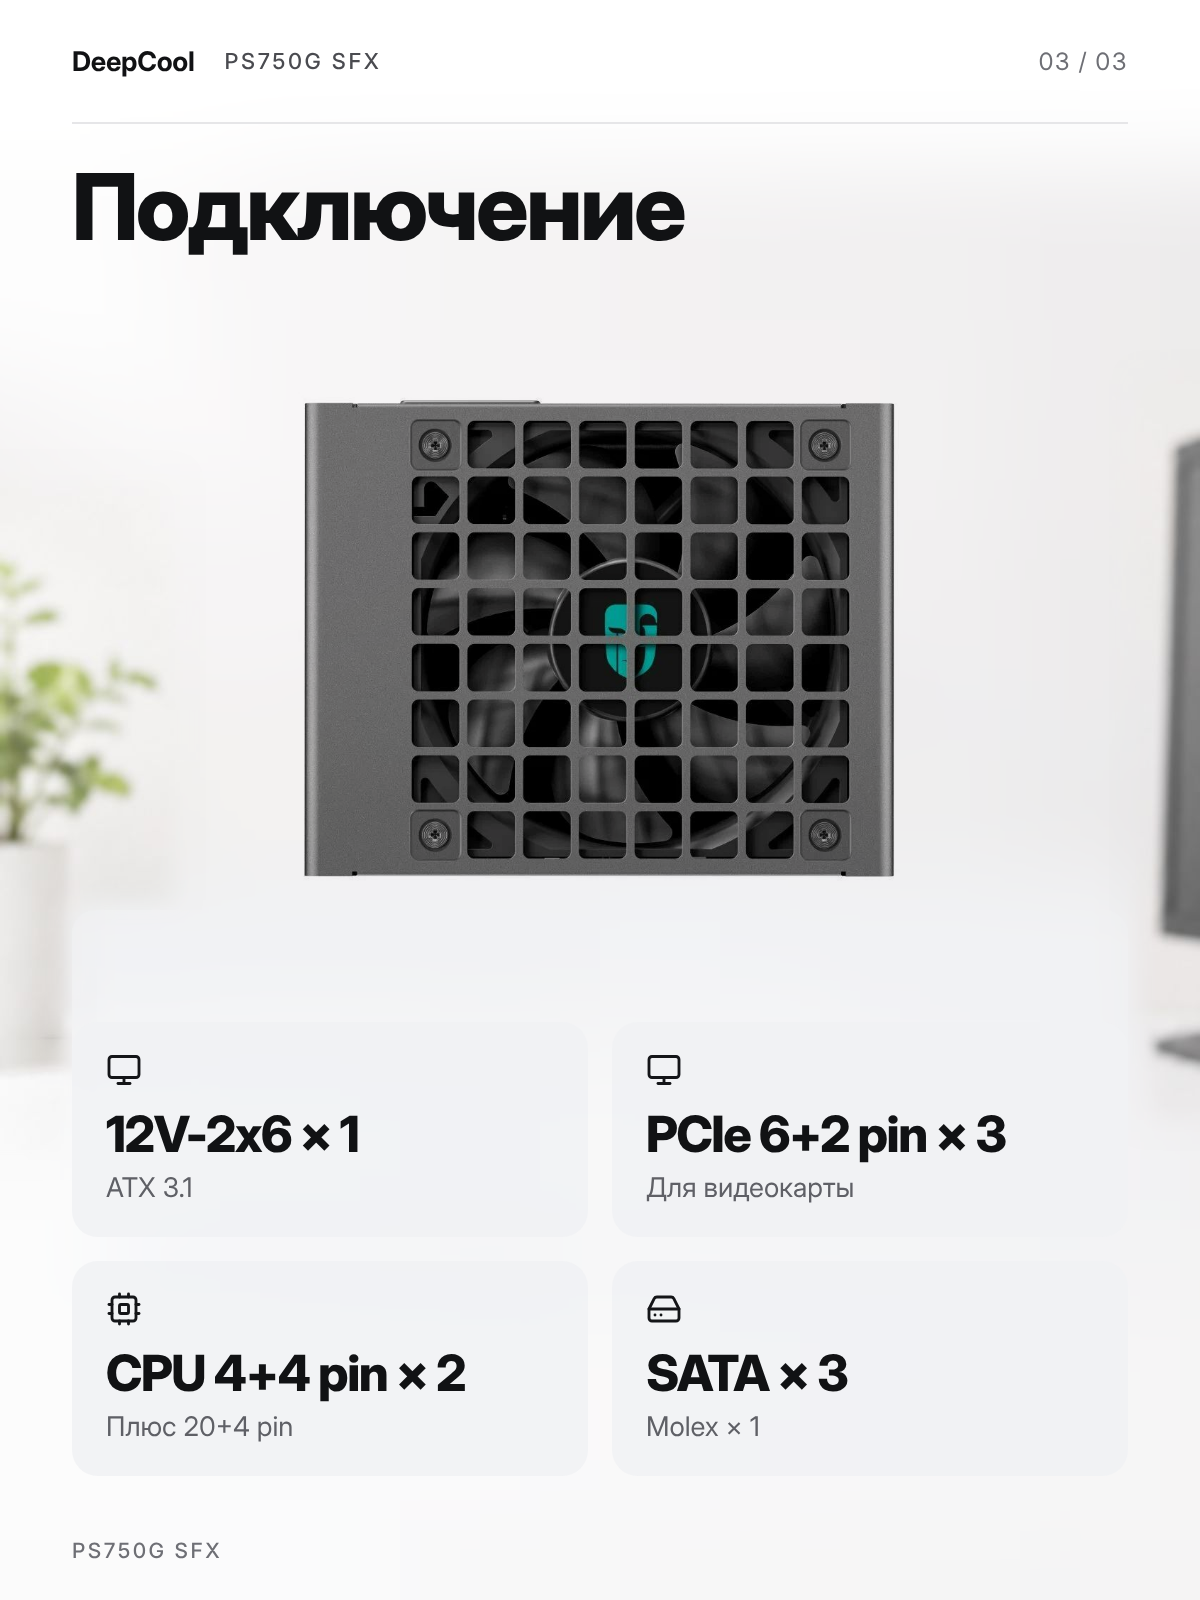 DeepCool PS750G SFX 03 / 03
Подключение
12V-2x6 × 1
ATX 3.1
PCIe 6+2 pin × 3
Для видеокарты
CPU 4+4 pin × 2
Плюс 20+4 pin
SATA × 3
Molex × 1
PS750G SFX